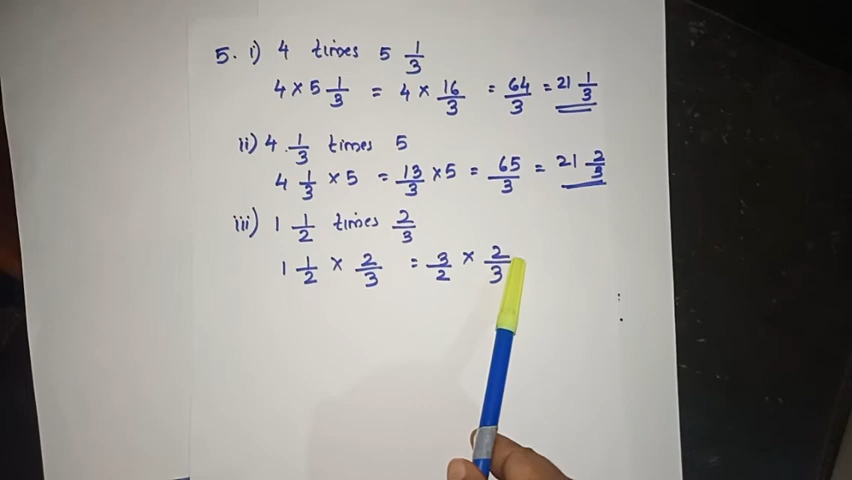 5. i) 4 times 5 1/3
4 × 5 1/3 = 4 × 16/3 = 64/3 = 21 1/3
ii) 4 1/3 times 5
4 1/3 × 5 = 13/3 × 5 = 65/3 = 21 2/3
iii) 1 1/2 times 2/3
1 1/2 × 2/3 = 3/2 × 2/3